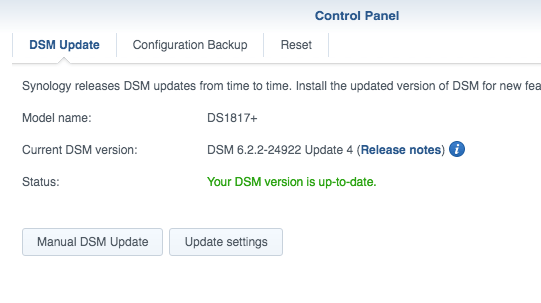 Control Panel
DSM Update Configuration Backup Reset
Synology releases DSM updates from time to time. Install the updated version of DSM for new fea
Model name: DS1817+
Current DSM version: DSM 6.2.2-24922 Update 4 (Release notes) i
Status: Your DSM version is up-to-date.
Manual DSM Update Update settings